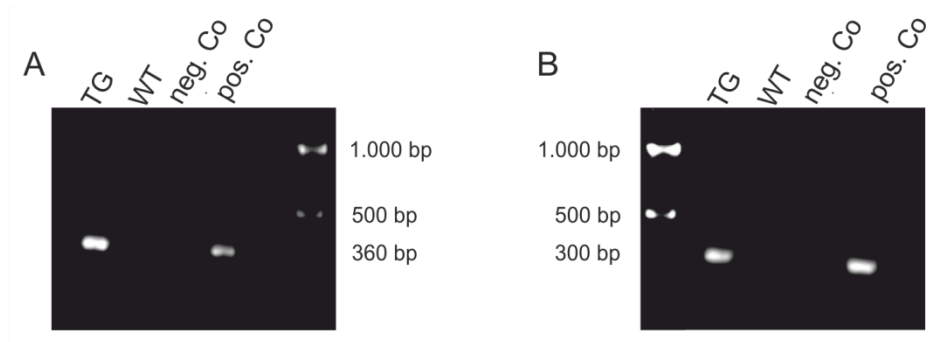 A
TG
WT
neg. Co
pos. Co
1.000 bp
500 bp
360 bp
B
TG
WT
neg. Co
pos. Co
1.000 bp
500 bp
300 bp